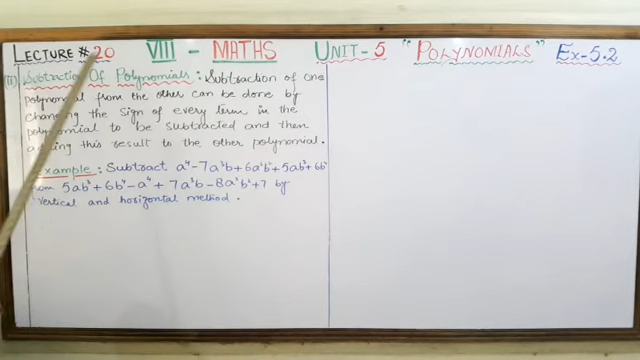 LECTURE #20 VIII - MATHS UNIT-5 "POLYNOMIALS" Ex-5.2
(ii) Subtraction Of Polynomials: Subtraction of one
polynomial from the other can be done by
changing the sign of every term in the
polynomial to be subtracted and then
adding this result to the other polynomial.
Example: Subtract a⁴-7a³b+6a²b²+5ab³+6b⁴
from 5ab³+6b⁴-a⁴+7a³b-8a²b²+7 by
vertical and horizontal method.